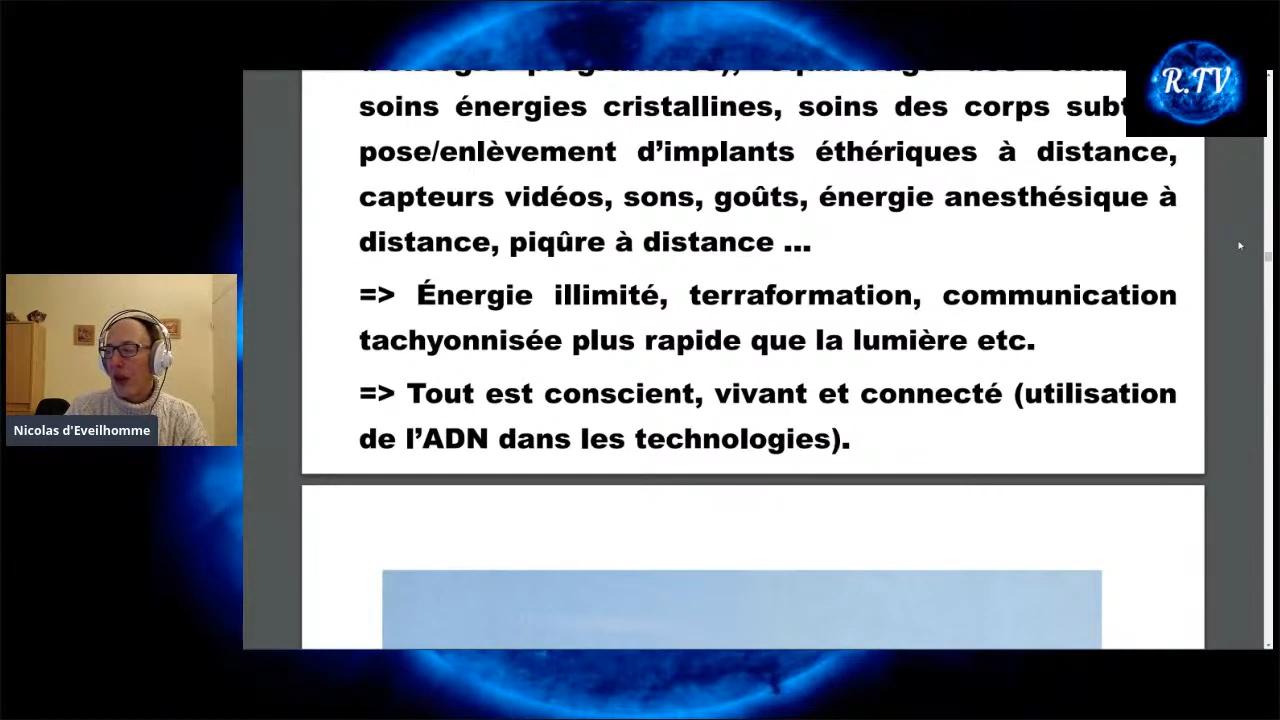 R.TV
soins énergies cristallines, soins des corps
pose/enlèvement d’implants éthériques à distance,
capteurs vidéos, sons, goûts, énergie anesthésique à
distance, piqûre à distance ...
=> Énergie illimité, terraformation, communication
tachyonnisée plus rapide que la lumière etc.
=> Tout est conscient, vivant et connecté (utilisation
de l’ADN dans les technologies).
Nicolas d'Eveilhomme